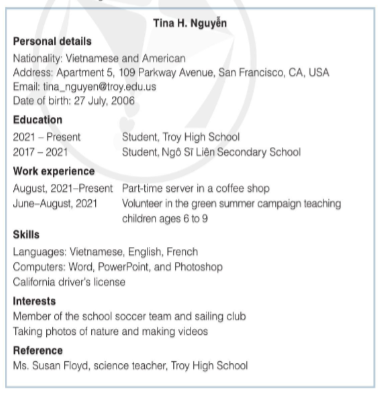 Tina H. Nguyễn
Personal details
Nationality: Vietnamese and American
Address: Apartment 5, 109 Parkway Avenue, San Francisco, CA, USA
Email: tina_nguyen@troy.edu.us
Date of birth: 27 July, 2006
Education
2021 – Present Student, Troy High School
2017 – 2021 Student, Ngô Sĩ Liên Secondary School
Work experience
August, 2021–Present Part-time server in a coffee shop
June–August, 2021 Volunteer in the green summer campaign teaching
children ages 6 to 9
Skills
Languages: Vietnamese, English, French
Computers: Word, PowerPoint, and Photoshop
California driver's license
Interests
Member of the school soccer team and sailing club
Taking photos of nature and making videos
Reference
Ms. Susan Floyd, science teacher, Troy High School